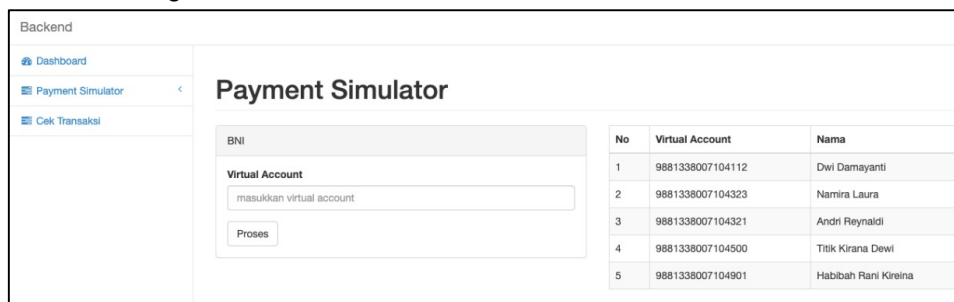 Backend
Dashboard
Payment Simulator
Cek Transaksi
Payment Simulator
BNI
Virtual Account
masukkan virtual account
Proses
No Virtual Account Nama
1 9881338007104112 Dwi Damayanti
2 9881338007104323 Namira Laura
3 9881338007104321 Andri Reynaldi
4 9881338007104500 Titik Kirana Dewi
5 9881338007104901 Habibah Rani Kireina